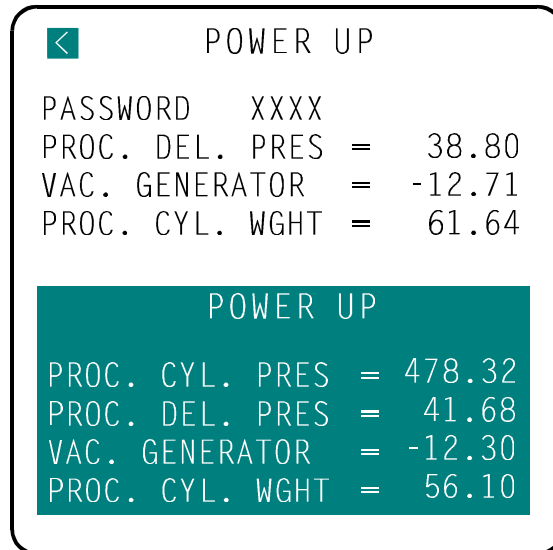 < POWER UP
PASSWORD XXXX
PROC. DEL. PRES = 38.80
VAC. GENERATOR = -12.71
PROC. CYL. WGHT = 61.64
POWER UP
PROC. CYL. PRES = 478.32
PROC. DEL. PRES = 41.68
VAC. GENERATOR = -12.30
PROC. CYL. WGHT = 56.10